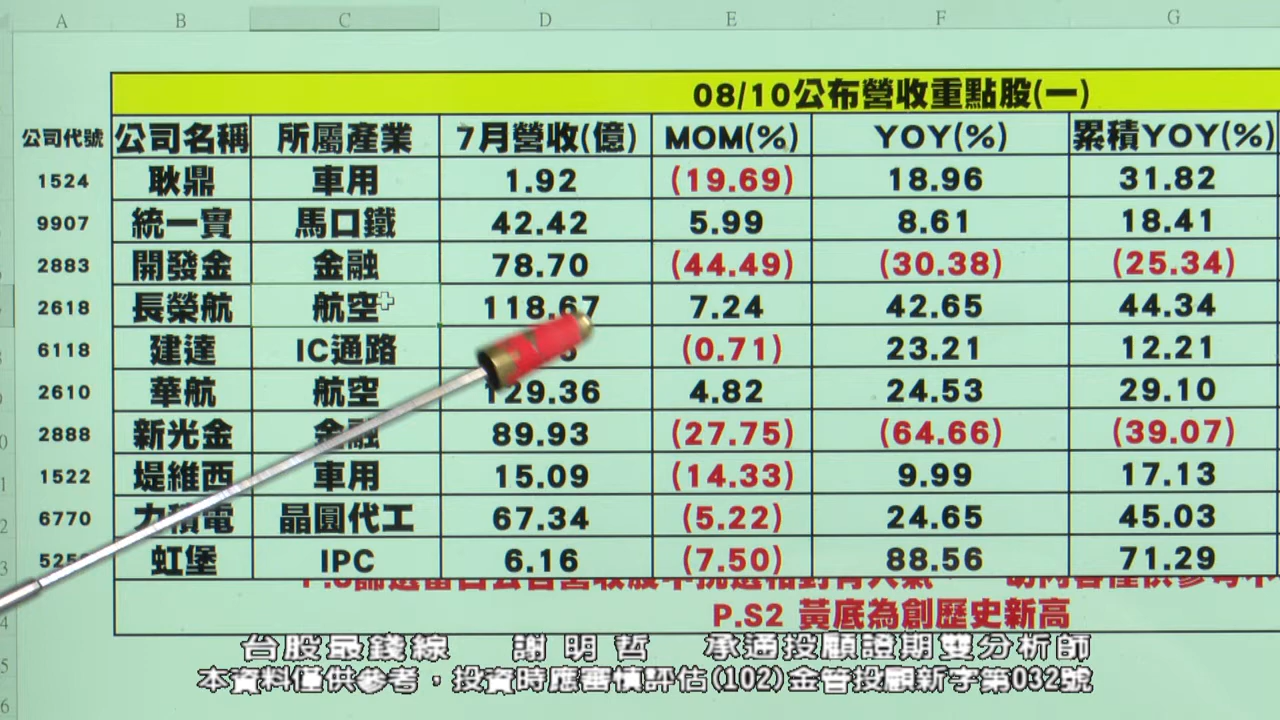 A B C D E F G
08/10公布營收重點股(一)
公司代號 公司名稱 所屬產業 7月營收(億) MOM(%) YOY(%) 累積YOY(%)
1524 耿鼎 車用 1.92 (19.69) 18.96 31.82
9907 統一實 馬口鐵 42.42 5.99 8.61 18.41
2883 開發金 金融 78.70 (44.49) (30.38) (25.34)
2618 長榮航 航空 118.67 7.24 42.65 44.34
6118 建達 IC通路 (0.71) 23.21 12.21
2610 華航 航空 129.36 4.82 24.53 29.10
2888 新光金 金融 89.93 (27.75) (64.66) (39.07)
1522 堤維西 車用 15.09 (14.33) 9.99 17.13
6770 力積電 晶圓代工 67.34 (5.22) 24.65 45.03
虹堡 IPC 6.16 (7.50) 88.56 71.29
P.S2 黃底為創歷史新高
台股最錢線 謝明哲 承通投顧證期雙分析師
本資料僅供參考，投資時應審慎評估(102)金管投顧新字第032號